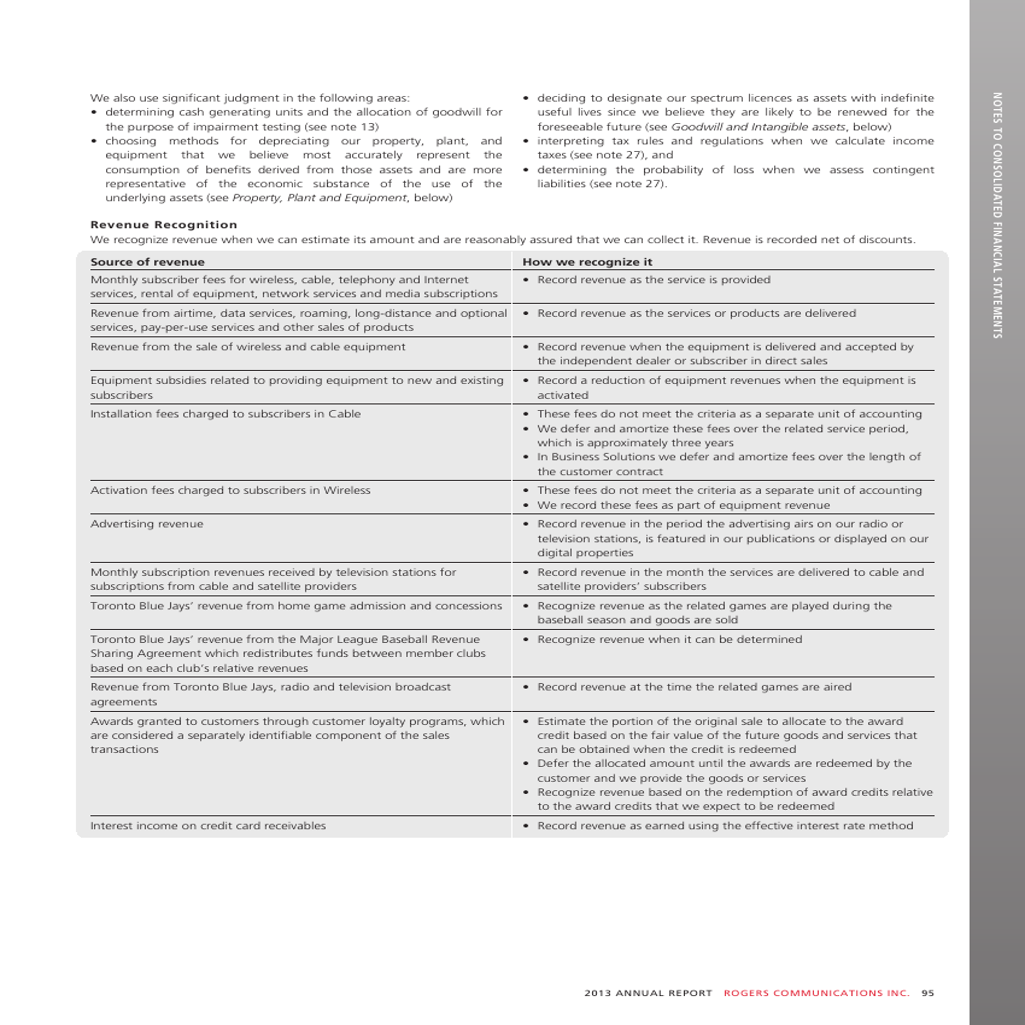 We also use significant judgment in the following areas:
• determining cash generating units and the allocation of goodwill for
the purpose of impairment testing (see note 13)
• choosing methods for depreciating our property, plant, and
equipment that we believe most accurately represent the
consumption of benefits derived from those assets and are more
representative of the economic substance of the use of the
underlying assets (see Property, Plant and Equipment, below)
• deciding to designate our spectrum licences as assets with indefinite
useful lives since we believe they are likely to be renewed for the
foreseeable future (see Goodwill and Intangible assets, below)
• interpreting tax rules and regulations when we calculate income
taxes (see note 27), and
• determining the probability of loss when we assess contingent
liabilities (see note 27).
Revenue Recognition
We recognize revenue when we can estimate its amount and are reasonably assured that we can collect it. Revenue is recorded net of discounts.
Source of revenue
How we recognize it
Monthly subscriber fees for wireless, cable, telephony and Internet
services, rental of equipment, network services and media subscriptions
• Record revenue as the service is provided
Revenue from airtime, data services, roaming, long-distance and optional
services, pay-per-use services and other sales of products
• Record revenue as the services or products are delivered
Revenue from the sale of wireless and cable equipment
• Record revenue when the equipment is delivered and accepted by
the independent dealer or subscriber in direct sales
Equipment subsidies related to providing equipment to new and existing
subscribers
• Record a reduction of equipment revenues when the equipment is
activated
Installation fees charged to subscribers in Cable
• These fees do not meet the criteria as a separate unit of accounting
• We defer and amortize these fees over the related service period,
which is approximately three years
• In Business Solutions we defer and amortize fees over the length of
the customer contract
Activation fees charged to subscribers in Wireless
• These fees do not meet the criteria as a separate unit of accounting
• We record these fees as part of equipment revenue
Advertising revenue
• Record revenue in the period the advertising airs on our radio or
television stations, is featured in our publications or displayed on our
digital properties
Monthly subscription revenues received by television stations for
subscriptions from cable and satellite providers
• Record revenue in the month the services are delivered to cable and
satellite providers’ subscribers
Toronto Blue Jays’ revenue from home game admission and concessions
• Recognize revenue as the related games are played during the
baseball season and goods are sold
Toronto Blue Jays’ revenue from the Major League Baseball Revenue
Sharing Agreement which redistributes funds between member clubs
based on each club’s relative revenues
• Recognize revenue when it can be determined
Revenue from Toronto Blue Jays, radio and television broadcast
agreements
• Record revenue at the time the related games are aired
Awards granted to customers through customer loyalty programs, which
are considered a separately identifiable component of the sales
transactions
• Estimate the portion of the original sale to allocate to the award
credit based on the fair value of the future goods and services that
can be obtained when the credit is redeemed
• Defer the allocated amount until the awards are redeemed by the
customer and we provide the goods or services
• Recognize revenue based on the redemption of award credits relative
to the award credits that we expect to be redeemed
Interest income on credit card receivables
• Record revenue as earned using the effective interest rate method
NOTES TO CONSOLIDATED FINANCIAL STATEMENTS
2013 ANNUAL REPORT ROGERS COMMUNICATIONS INC. 95